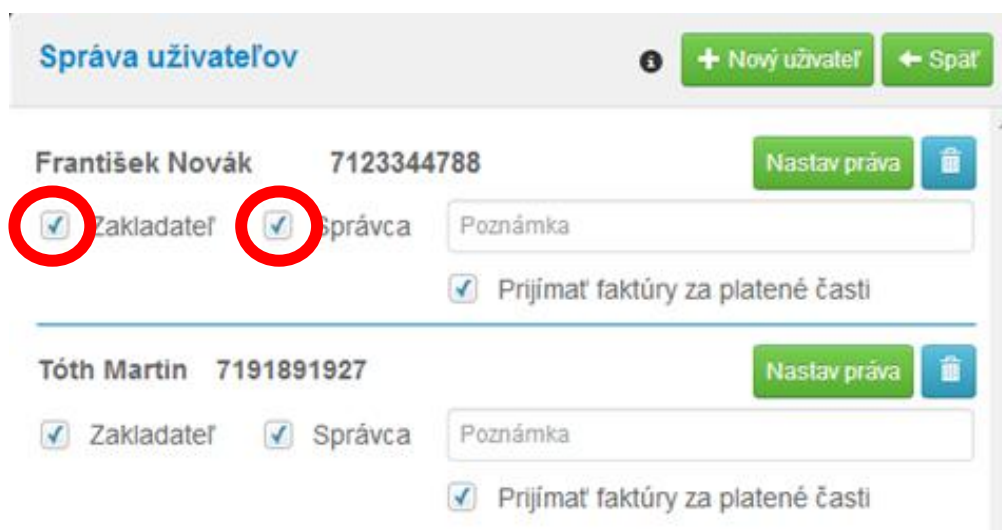 Správa uživateľov + Nový uživateľ Späť
František Novák 7123344788 Nastav práva
Zakladateľ Správca Poznámka
Prijímať faktúry za platené časti
Tóth Martin 7191891927 Nastav práva
Zakladateľ Správca Poznámka
Prijímať faktúry za platené časti